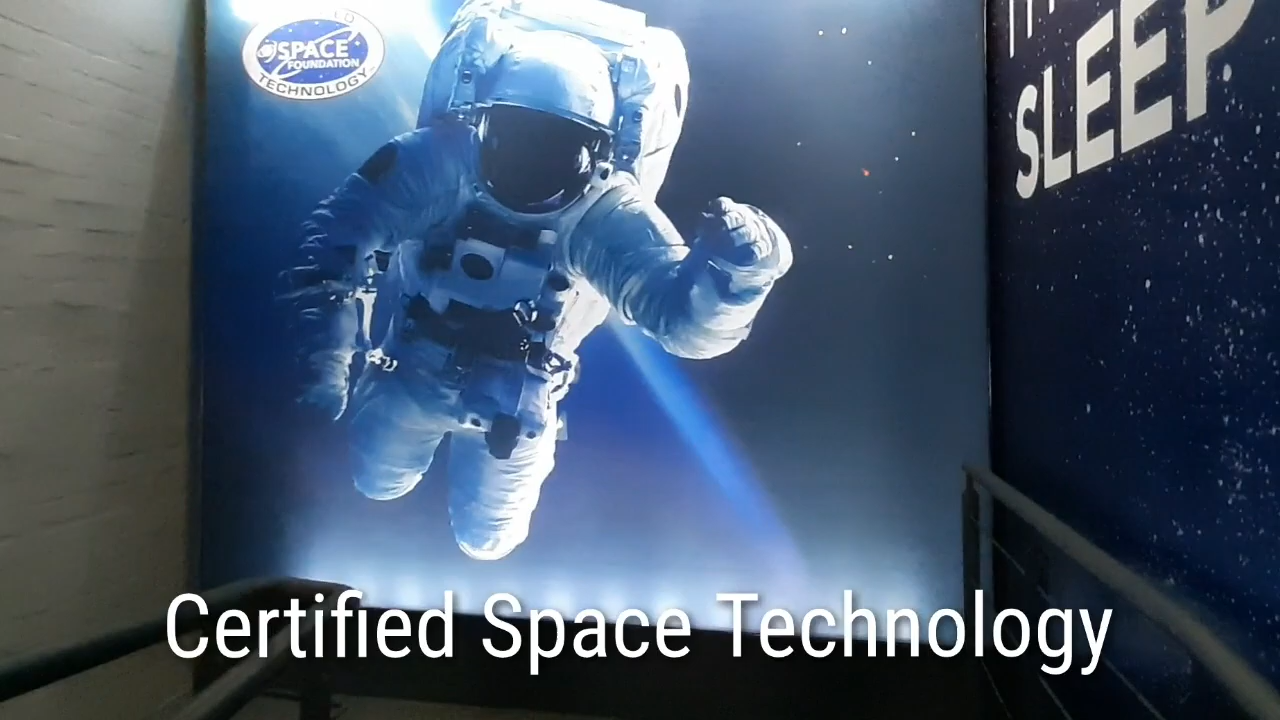 SPACE
FOUNDATION
TECHNOLOGY
SLEEP
Certified Space Technology